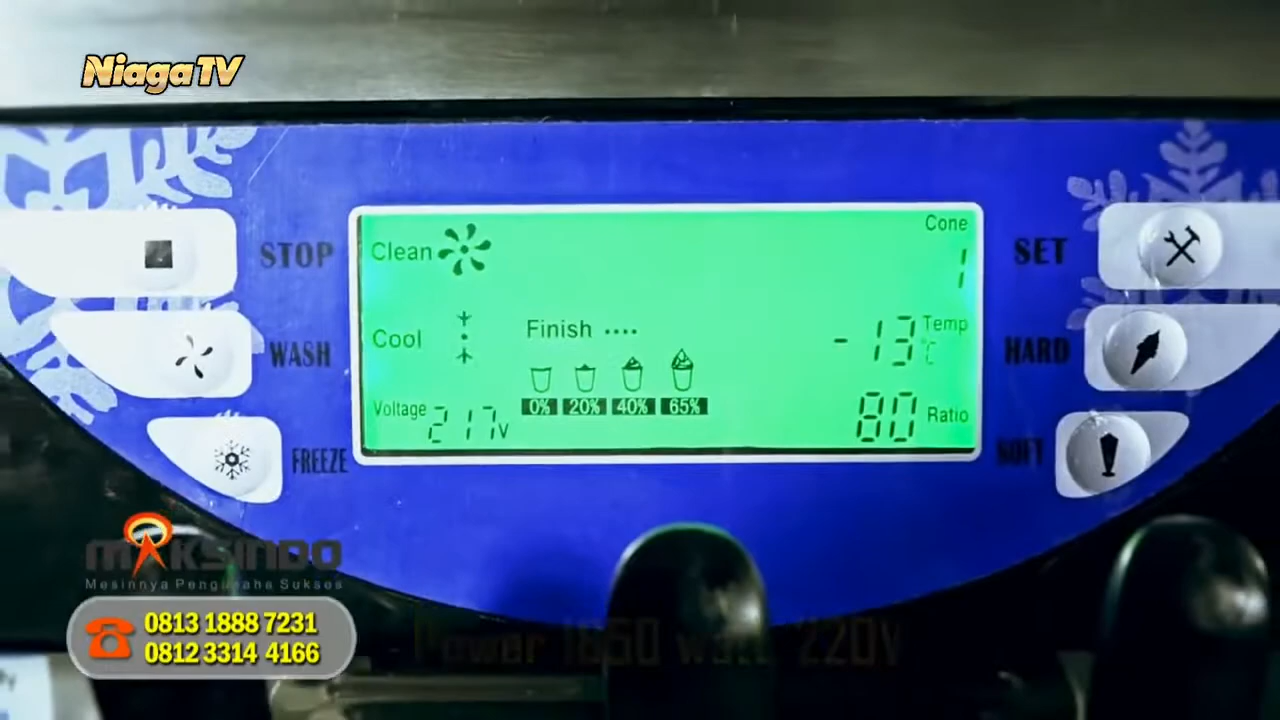 NiagaTV
STOP
WASH
FREEZE
Clean
Cone
1
Cool
Finish ....
-13 Temp °C
Voltage 217V
0% 20% 40% 65%
80 Ratio
SET
HARD
SOFT
MAKSINDO
Mesinnya Pengusaha Sukses
0813 1888 7231
0812 3314 4166
Power 1850 watt 220V